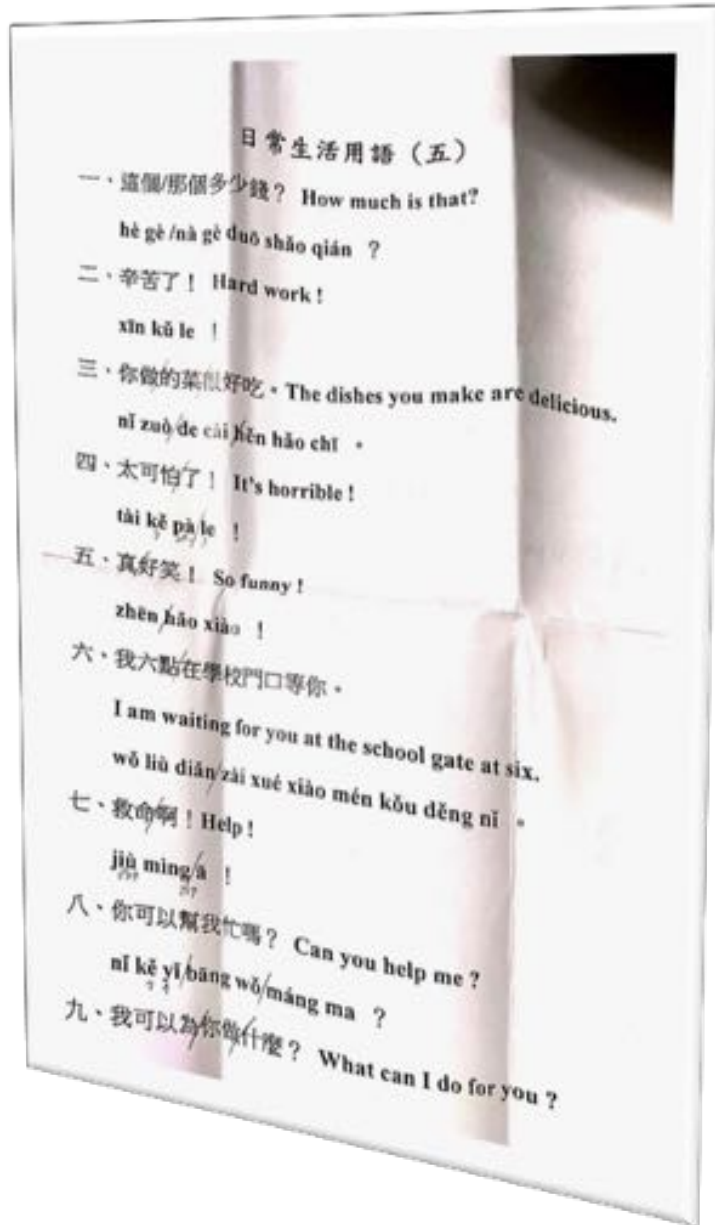 日常生活用語（五）
一、這個/那個多少錢？ How much is that?
hè gè /nà gè duō shǎo qián ？
二、辛苦了！ Hard work !
xīn kǔ le ！
三、你做的菜很好吃。The dishes you make are delicious.
nǐ zuò de cài hěn hǎo chī 。
四、太可怕了！ It's horrible !
tài kě pà le ！
五、真好笑！ So funny !
zhēn hǎo xiào ！
六、我六點在學校門口等你。
I am waiting for you at the school gate at six.
wǒ liù diǎn zài xué xiào mén kǒu děng nǐ 。
七、救命啊！Help !
jiù mìng ā ！
八、你可以幫我忙嗎？ Can you help me ?
nǐ kě yǐ bāng wǒ máng ma ？
九、我可以為你做什麼？ What can I do for you ?